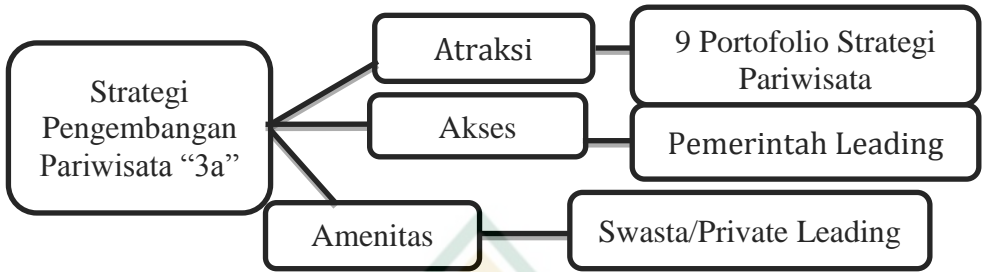 Strategi
Pengembangan
Pariwisata “3a”
Atraksi
9 Portofolio Strategi
Pariwisata
Akses
Pemerintah Leading
Amenitas
Swasta/Private Leading